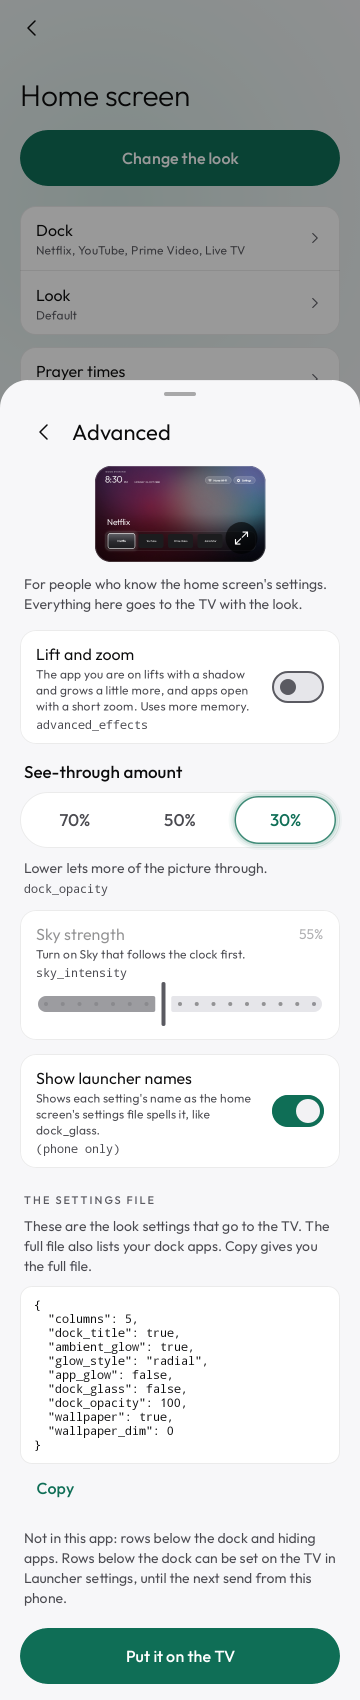 Home screen
Change the look
Dock
Netflix, YouTube, Prime Video, Live TV
Look
Default
Prayer times
Advanced
8:30
Netflix
For people who know the home screen's settings.
Everything here goes to the TV with the look.
Lift and zoom
The app you are on lifts with a shadow
and grows a little more, and apps open
with a short zoom. Uses more memory.
advanced_effects
See-through amount
70%
50%
30%
Lower lets more of the picture through.
dock_opacity
Sky strength
55%
Turn on Sky that follows the clock first.
sky_intensity
Show launcher names
Shows each setting's name as the home
screen's settings file spells it, like
dock_glass.
(phone only)
THE SETTINGS FILE
These are the look settings that go to the TV. The
full file also lists your dock apps. Copy gives you
the full file.
{
"columns": 5,
"dock_title": true,
"ambient_glow": true,
"glow_style": "radial",
"app_glow": false,
"dock_glass": false,
"dock_opacity": 100,
"wallpaper": true,
"wallpaper_dim": 0
}
Copy
Not in this app: rows below the dock and hiding
apps. Rows below the dock can be set on the TV in
Launcher settings, until the next send from this
phone.
Put it on the TV